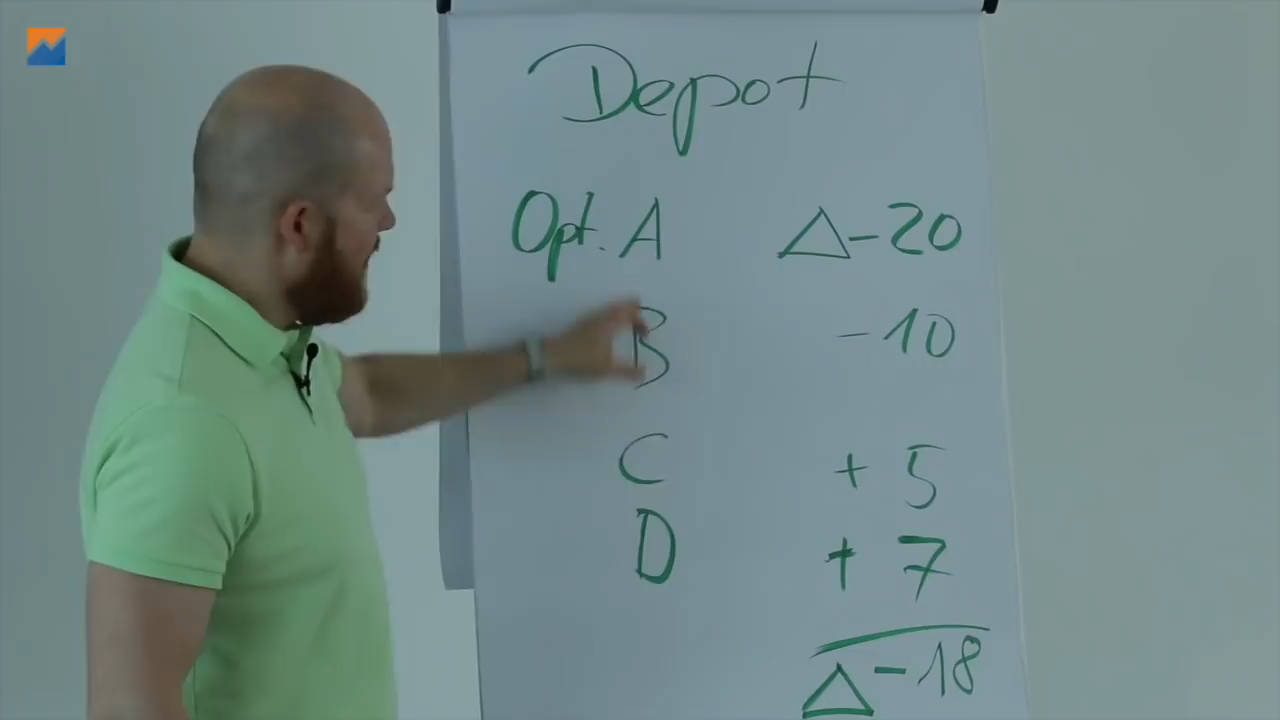 Depot
Opt. A Δ-20
B -10
C + 5
D + 7
Δ-18